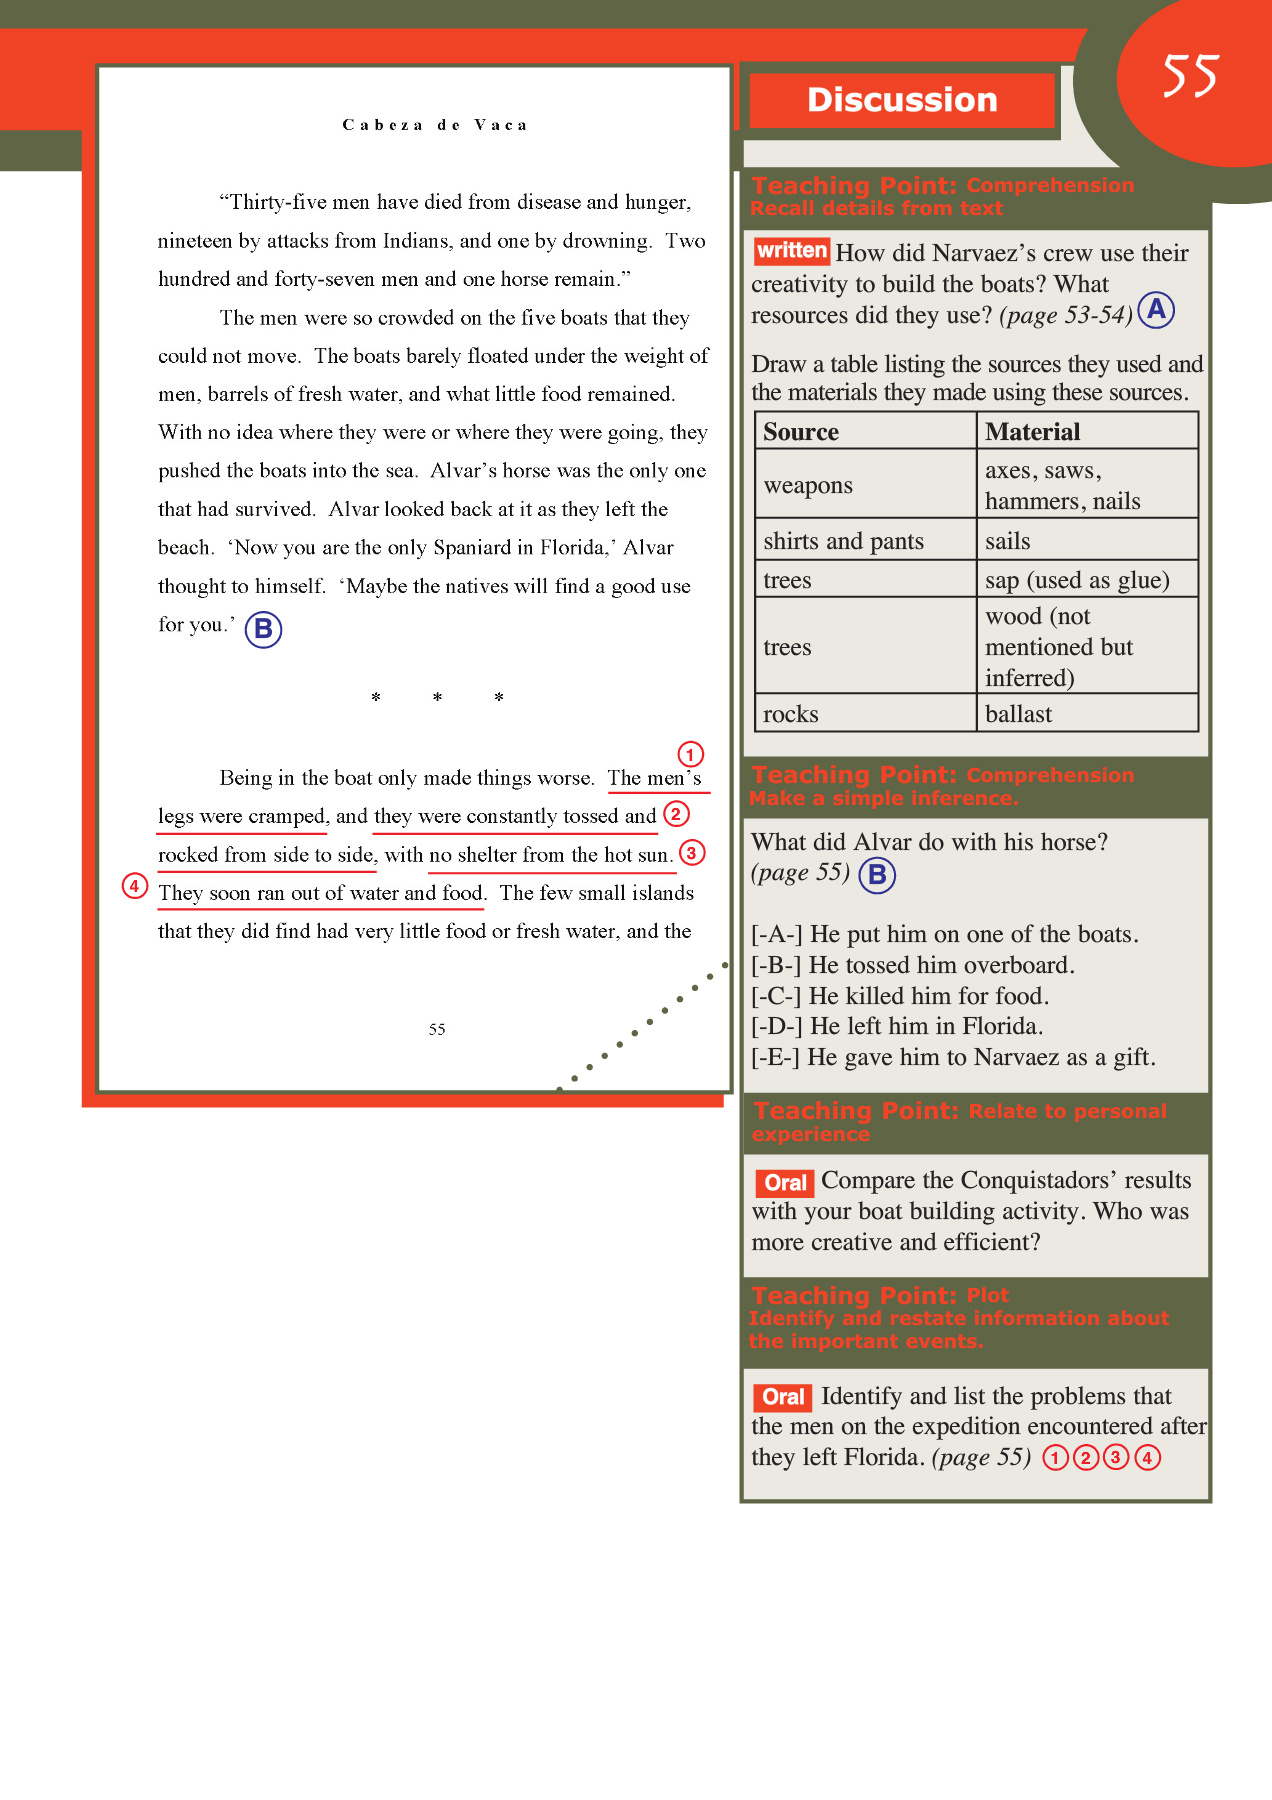 55
Cabeza de Vaca
“Thirty-five men have died from disease and hunger,
nineteen by attacks from Indians, and one by drowning.  Two
hundred and forty-seven men and one horse remain.”
The men were so crowded on the five boats that they
could not move.  The boats barely floated under the weight of
men, barrels of fresh water, and what little food remained.
With no idea where they were or where they were going, they
pushed the boats into the sea.  Alvar’s horse was the only one
that had survived.  Alvar looked back at it as they left the
beach.  ‘Now you are the only Spaniard in Florida,’ Alvar
thought to himself.  ‘Maybe the natives will find a good use
for you.’ B
* * *
1
Being in the boat only made things worse.  The men’s
legs were cramped, and they were constantly tossed and 2
rocked from side to side, with no shelter from the hot sun. 3
4 They soon ran out of water and food.  The few small islands
that they did find had very little food or fresh water, and the
55
Discussion
Teaching Point: Comprehension
Recall details from text
written How did Narvaez’s crew use their
creativity to build the boats? What
resources did they use? (page 53-54) A
Draw a table listing the sources they used and
the materials they made using these sources.
Source Material
weapons axes, saws,
hammers, nails
shirts and pants sails
trees sap (used as glue)
trees wood (not
mentioned but
inferred)
rocks ballast
Teaching Point: Comprehension
Make a simple inference.
What did Alvar do with his horse?
(page 55) B
[-A-] He put him on one of the boats.
[-B-] He tossed him overboard.
[-C-] He killed him for food.
[-D-] He left him in Florida.
[-E-] He gave him to Narvaez as a gift.
Teaching Point: Relate to personal
experience
Oral Compare the Conquistadors’ results
with your boat building activity. Who was
more creative and efficient?
Teaching Point: Plot
Identify and restate information about
the important events.
Oral Identify and list the problems that
the men on the expedition encountered after
they left Florida. (page 55) 1 2 3 4